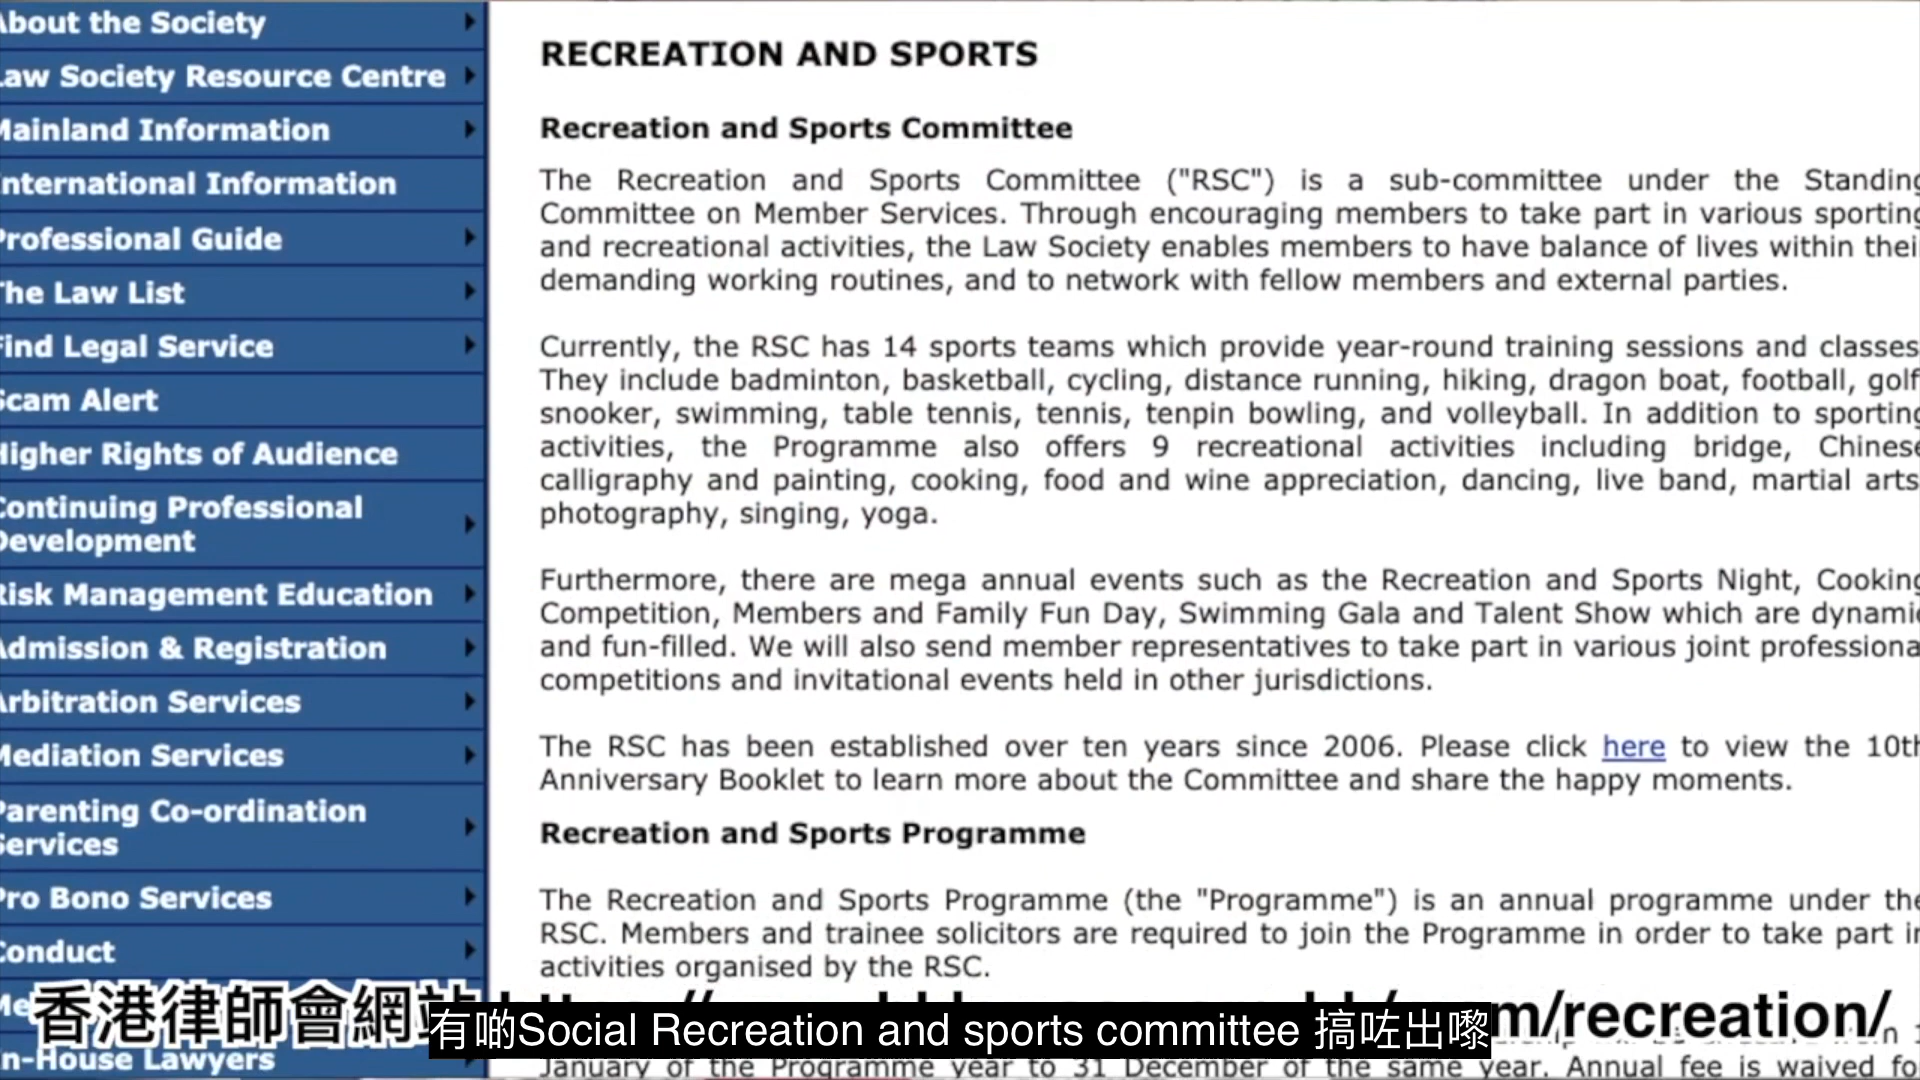 About the Society
Law Society Resource Centre
Mainland Information
International Information
Professional Guide
The Law List
Find Legal Service
Scam Alert
Higher Rights of Audience
Continuing Professional
Development
Risk Management Education
Admission & Registration
Arbitration Services
Mediation Services
Parenting Co-ordination
Services
Pro Bono Services
Conduct
In-House Lawyers
RECREATION AND SPORTS
Recreation and Sports Committee
The Recreation and Sports Committee ("RSC") is a sub-committee under the Standing
Committee on Member Services. Through encouraging members to take part in various sporting
and recreational activities, the Law Society enables members to have balance of lives within their
demanding working routines, and to network with fellow members and external parties.
Currently, the RSC has 14 sports teams which provide year-round training sessions and classes
They include badminton, basketball, cycling, distance running, hiking, dragon boat, football, golf
snooker, swimming, table tennis, tennis, tenpin bowling, and volleyball. In addition to sporting
activities, the Programme also offers 9 recreational activities including bridge, Chinese
calligraphy and painting, cooking, food and wine appreciation, dancing, live band, martial arts
photography, singing, yoga.
Furthermore, there are mega annual events such as the Recreation and Sports Night, Cooking
Competition, Members and Family Fun Day, Swimming Gala and Talent Show which are dynamic
and fun-filled. We will also send member representatives to take part in various joint professional
competitions and invitational events held in other jurisdictions.
The RSC has been established over ten years since 2006. Please click here to view the 10th
Anniversary Booklet to learn more about the Committee and share the happy moments.
Recreation and Sports Programme
The Recreation and Sports Programme (the "Programme") is an annual programme under the
RSC. Members and trainee solicitors are required to join the Programme in order to take part in
activities organised by the RSC.
January of the Programme year to 31 December of the same year. Annual fee is waived for
香港律師會網站 m/recreation/
有啲Social Recreation and sports committee 搞咗出嚟